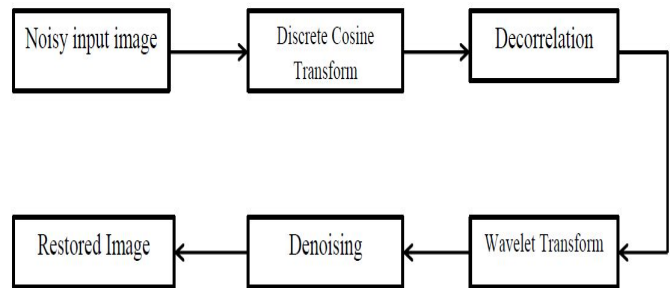 Noisy input image
Discrete Cosine
Transform
Decorrelation
Wavelet Transform
Denoising
Restored Image